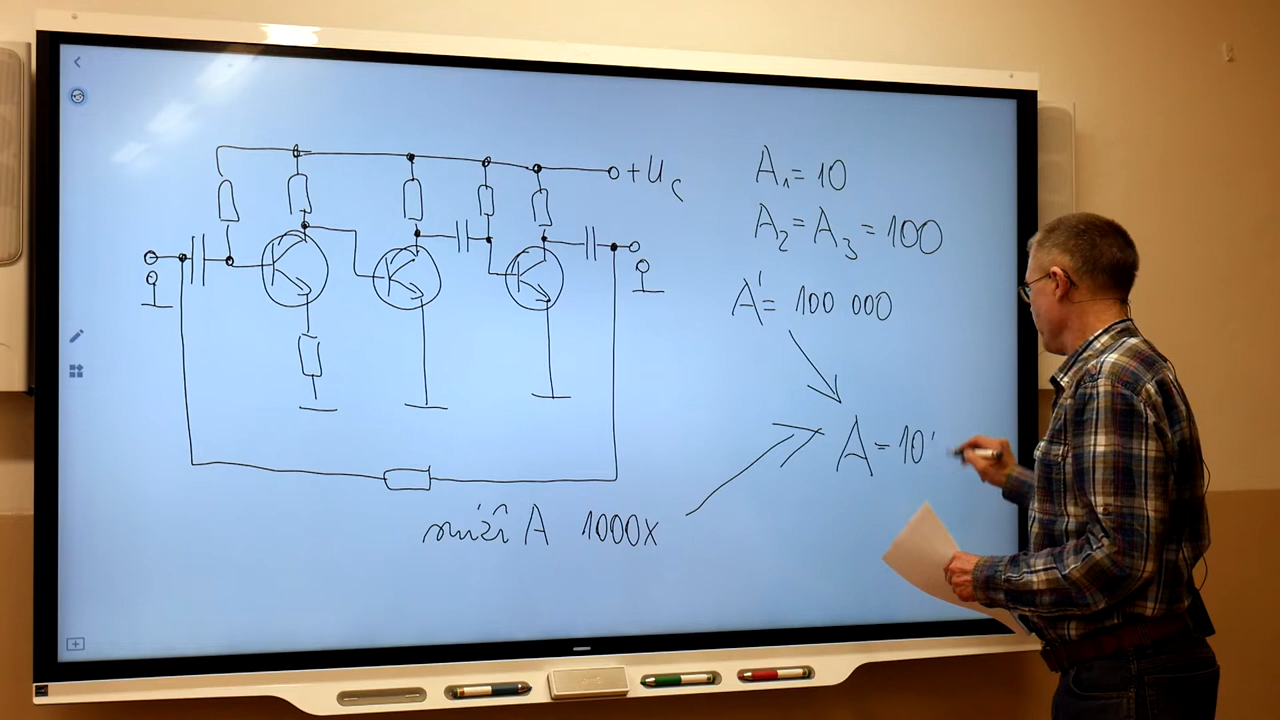 +U꜀
A₁=10
A₂=A₃=100
A'= 100 000
A=10'
sníží A 1000x